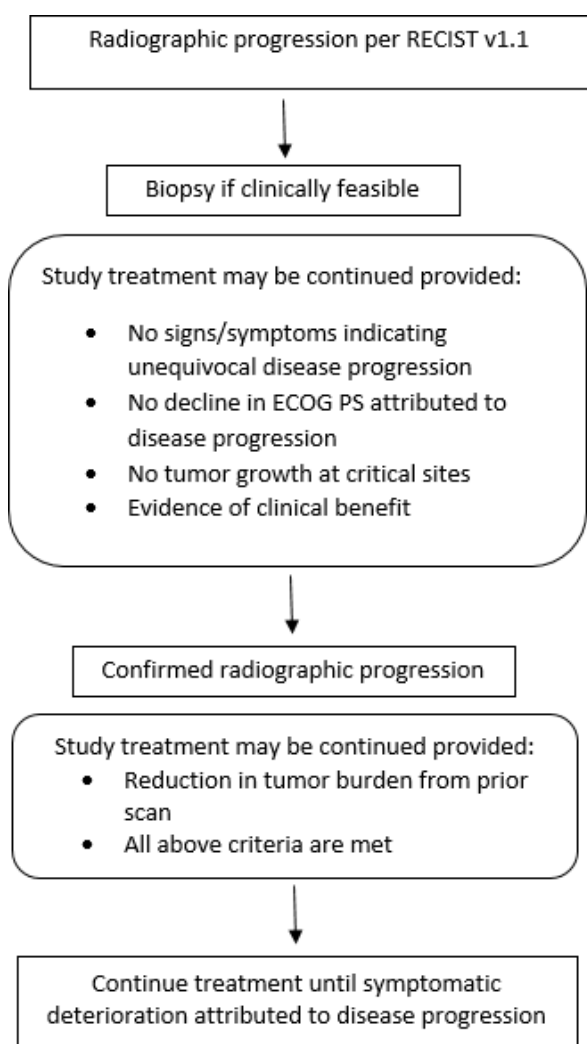 Radiographic progression per RECIST v1.1
Biopsy if clinically feasible
Study treatment may be continued provided:
• No signs/symptoms indicating
unequivocal disease progression
• No decline in ECOG PS attributed to
disease progression
• No tumor growth at critical sites
• Evidence of clinical benefit
Confirmed radiographic progression
Study treatment may be continued provided:
• Reduction in tumor burden from prior
scan
• All above criteria are met
Continue treatment until symptomatic
deterioration attributed to disease progression